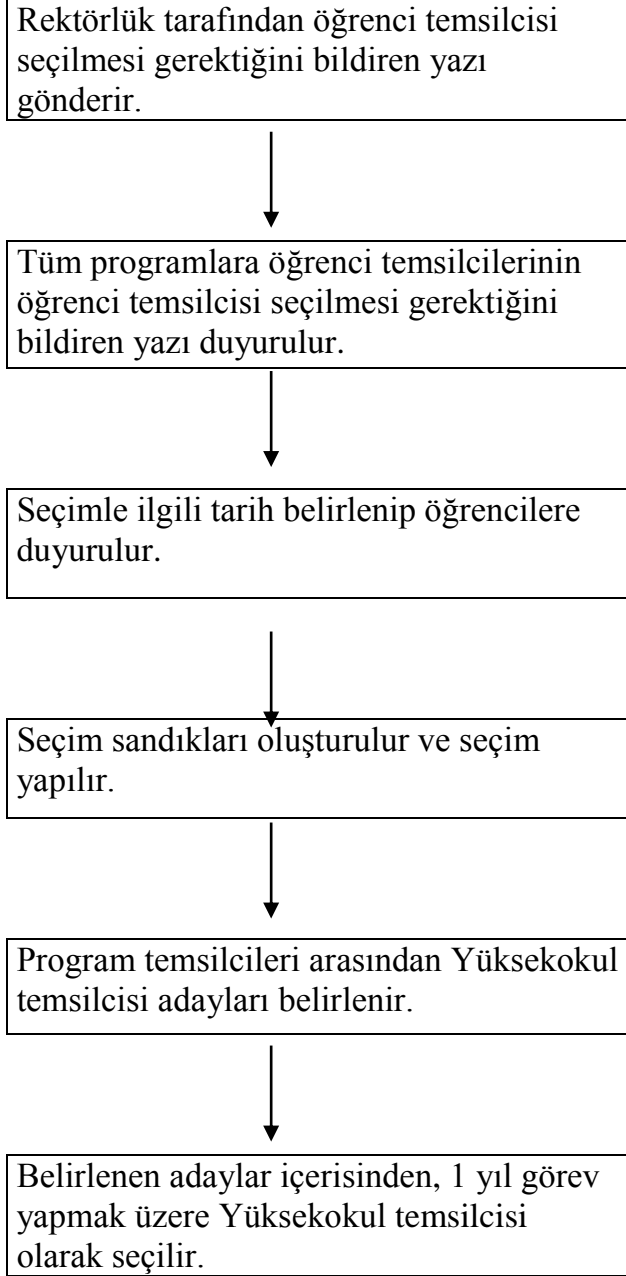 Rektörlük tarafından öğrenci temsilcisi
seçilmesi gerektiğini bildiren yazı
gönderir.
Tüm programlara öğrenci temsilcilerinin
öğrenci temsilcisi seçilmesi gerektiğini
bildiren yazı duyurulur.
Seçimle ilgili tarih belirlenip öğrencilere
duyurulur.
Seçim sandıkları oluşturulur ve seçim
yapılır.
Program temsilcileri arasından Yüksekokul
temsilcisi adayları belirlenir.
Belirlenen adaylar içerisinden, 1 yıl görev
yapmak üzere Yüksekokul temsilcisi
olarak seçilir.